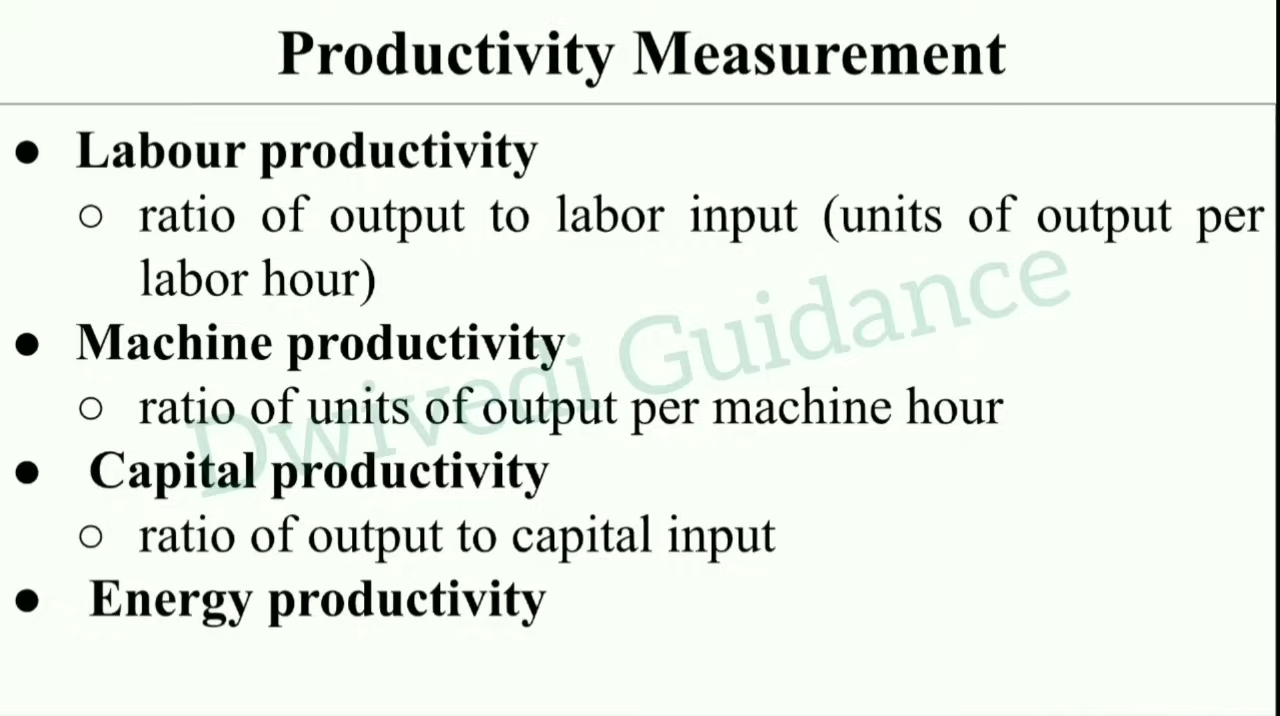 Productivity Measurement
● Labour productivity
○ ratio of output to labor input (units of output per
labor hour)
● Machine productivity
○ ratio of units of output per machine hour
● Capital productivity
○ ratio of output to capital input
● Energy productivity
Dwivedi Guidance